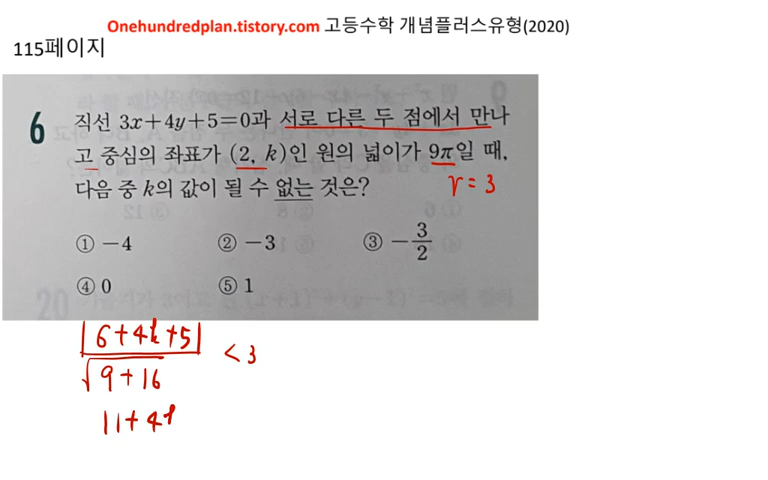 Onehundredplan.tistory.com 고등수학 개념플러스유형(2020)
115페이지
6 직선 3x+4y+5=0과 서로 다른 두 점에서 만나
고 중심의 좌표가 (2, k)인 원의 넓이가 9π일 때,
다음 중 k의 값이 될 수 없는 것은?
r=3
① −4 ② −3 ③ −3/2
④ 0 ⑤ 1
|6+4k+5|/√9+16 <3
11+4